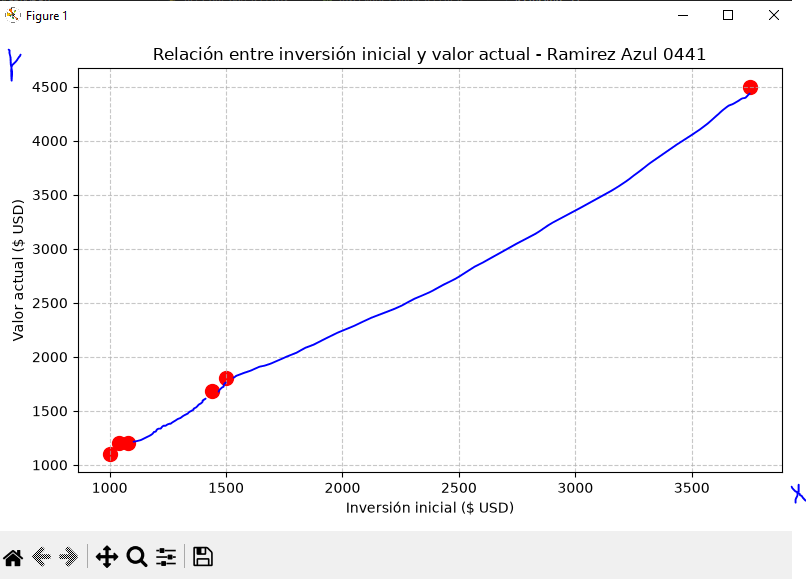 Figure 1
Relación entre inversión inicial y valor actual - Ramirez Azul 0441
Y
4500
4000
3500
3000
2500
2000
1500
1000
Valor actual ($ USD)
1000 1500 2000 2500 3000 3500
Inversión inicial ($ USD)
x